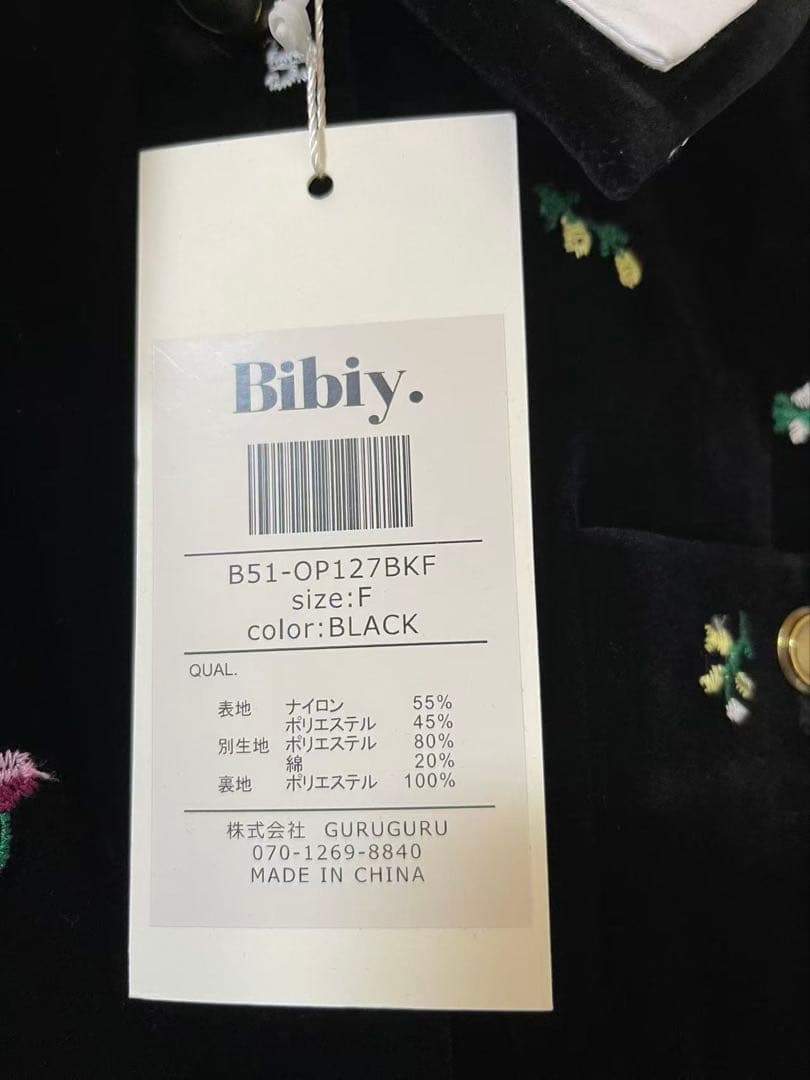 Bibiy.
B51-OP127BKF
size:F
color:BLACK
QUAL.
表地 ナイロン 55%
ポリエステル 45%
別生地 ポリエステル 80%
綿 20%
裏地 ポリエステル 100%
株式会社 GURUGURU
070-1269-8840
MADE IN CHINA